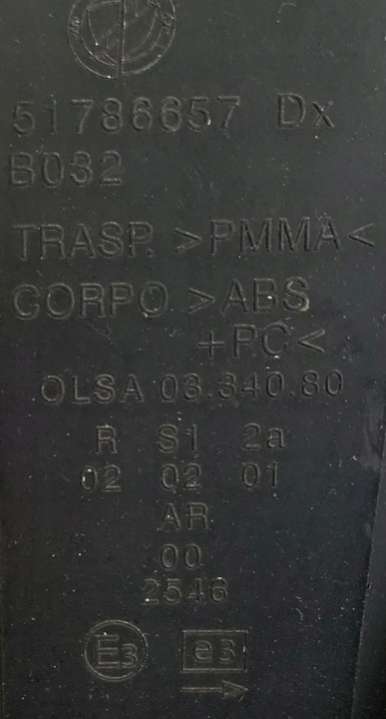 51786657 Dx
B032
TRASP. >PMMA<
CORPO >ABS
+PC<
OLSA 03.340.80
R S1 2a
02 02 01
AR
00
2546
E3 e3